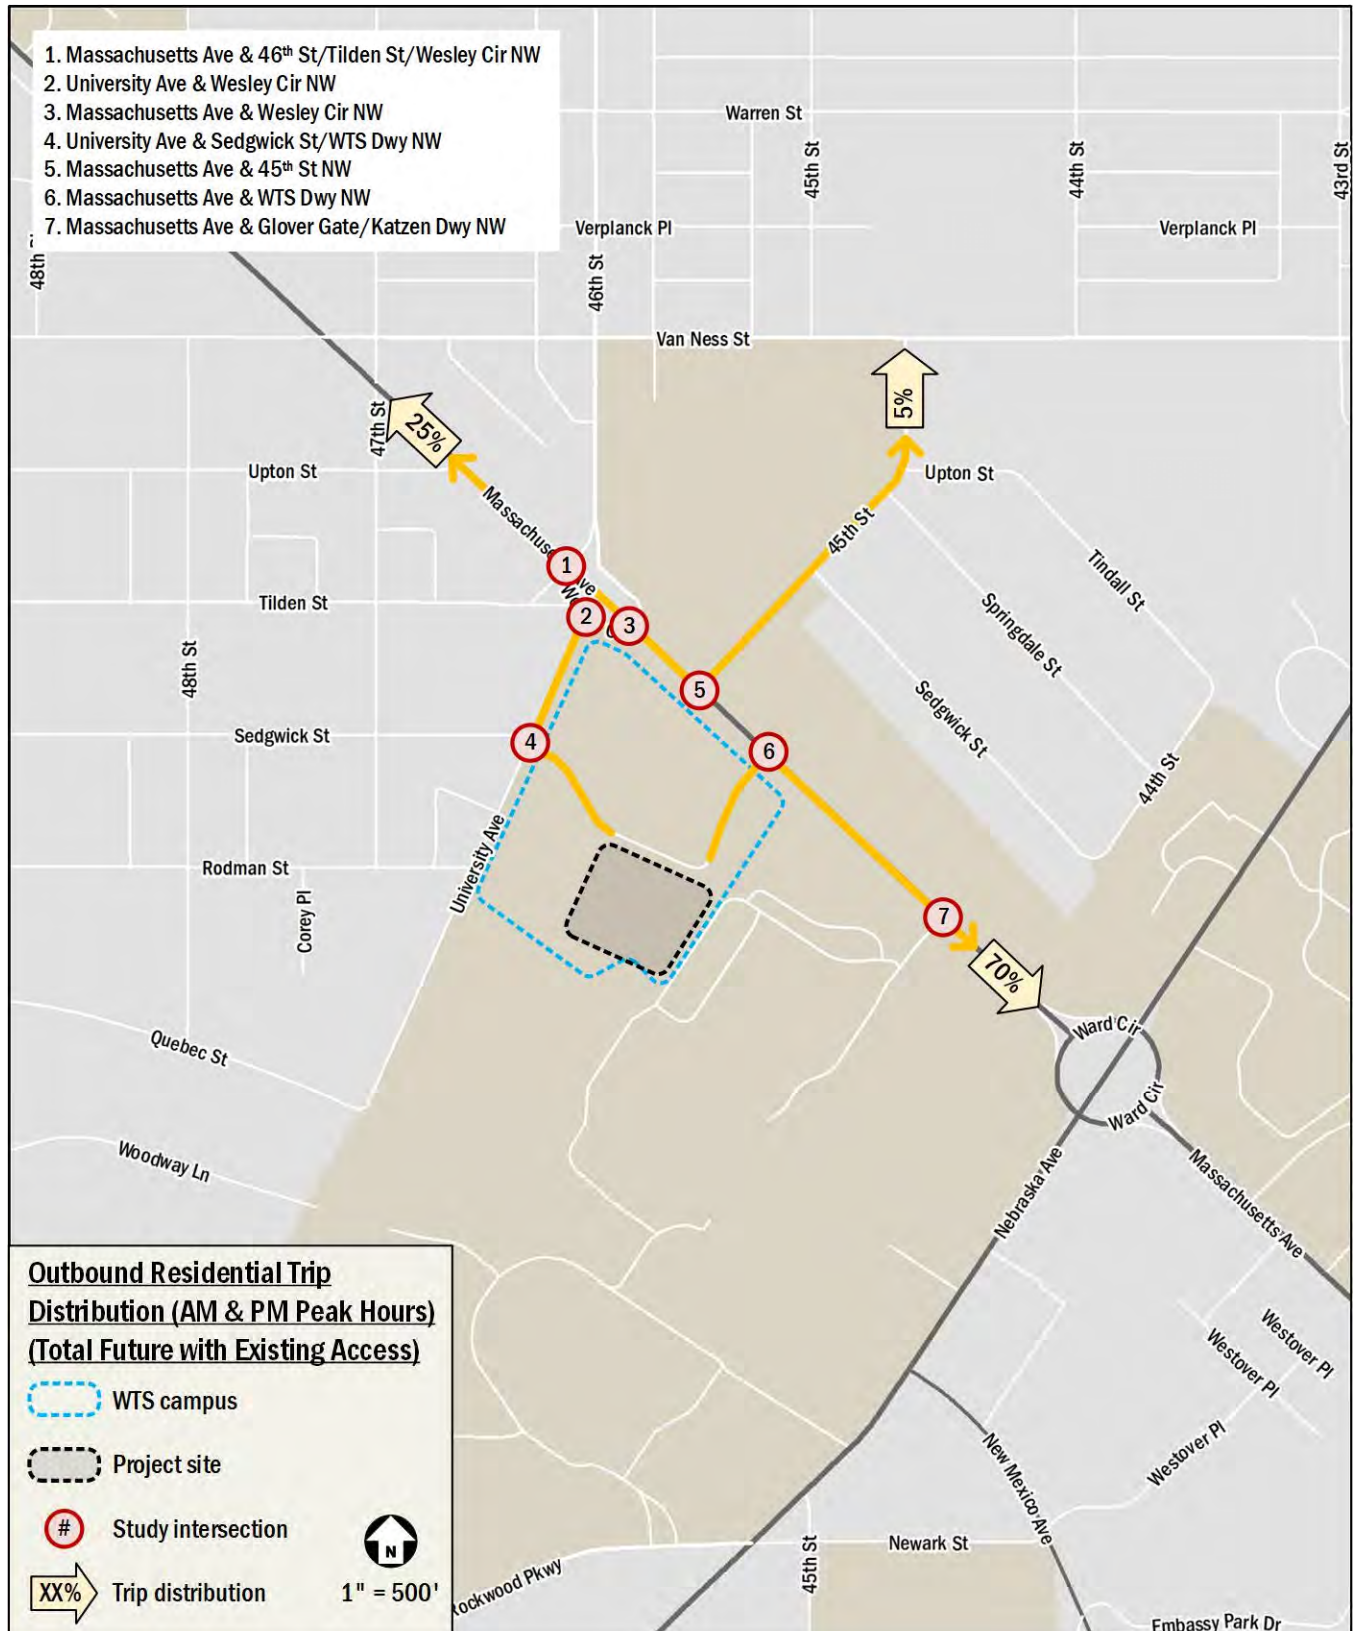 1. Massachusetts Ave & 46th St/Tilden St/Wesley Cir NW
2. University Ave & Wesley Cir NW
3. Massachusetts Ave & Wesley Cir NW
4. University Ave & Sedgwick St/WTS Dwy NW
5. Massachusetts Ave & 45th St NW
6. Massachusetts Ave & WTS Dwy NW
7. Massachusetts Ave & Glover Gate/Katzen Dwy NW
Warren St
45th St
44th St
43rd St
Verplanck Pl
Verplanck Pl
48th
46th St
Van Ness St
5%
47th St
25%
Upton St
Upton St
Massachuse
Ave
45th St
Tindall St
1
Tilden St
2
3
Springdale St
48th St
5
Sedgwick St
Sedgwick St
4
6
44th St
University Ave
Rodman St
Corey Pl
7
70%
Ward Cir
Ward Cir
Quebec St
Woodway Ln
Nebraska Ave
Massachusetts Ave
Westover Pl
Westover Pl
Westover Pl
New Mexico Ave
45th St
Newark St
Rockwood Pkwy
Embassy Park Dr
Outbound Residential Trip
Distribution (AM & PM Peak Hours)
(Total Future with Existing Access)
WTS campus
Project site
# Study intersection
N
XX% Trip distribution
1" = 500'